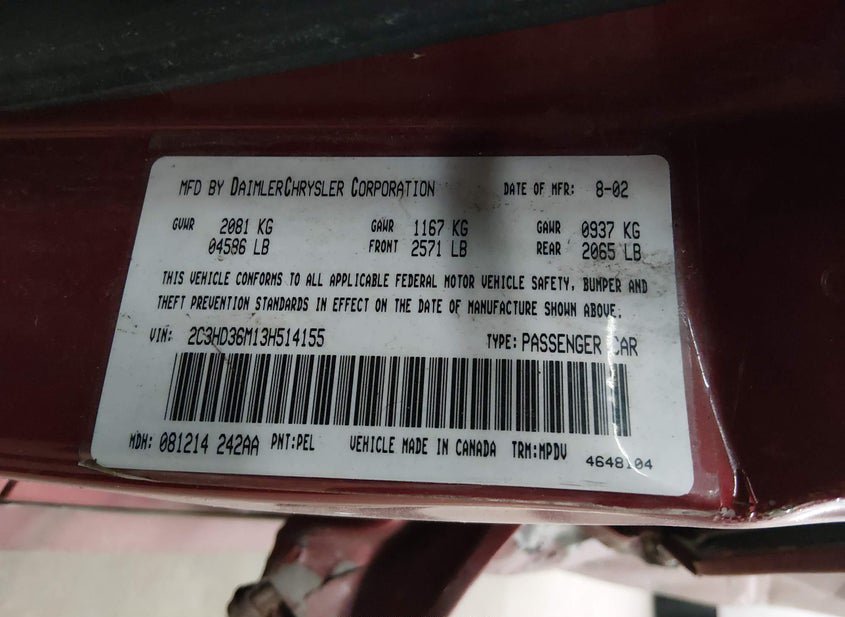 MFD BY DAIMLERCHRYSLER CORPORATION DATE OF MFR: 8-02
GVWR 2081 KG GAWR 1167 KG GAWR 0937 KG
04586 LB FRONT 2571 LB REAR 2065 LB
THIS VEHICLE CONFORMS TO ALL APPLICABLE FEDERAL MOTOR VEHICLE SAFETY, BUMPER AND
THEFT PREVENTION STANDARDS IN EFFECT ON THE DATE OF MANUFACTURE SHOWN ABOVE.
VIN: 2C3HD36M13H514155 TYPE: PASSENGER CAR
MDH: 081214 242AA PNT:PEL VEHICLE MADE IN CANADA TRM:MPDV
4648104